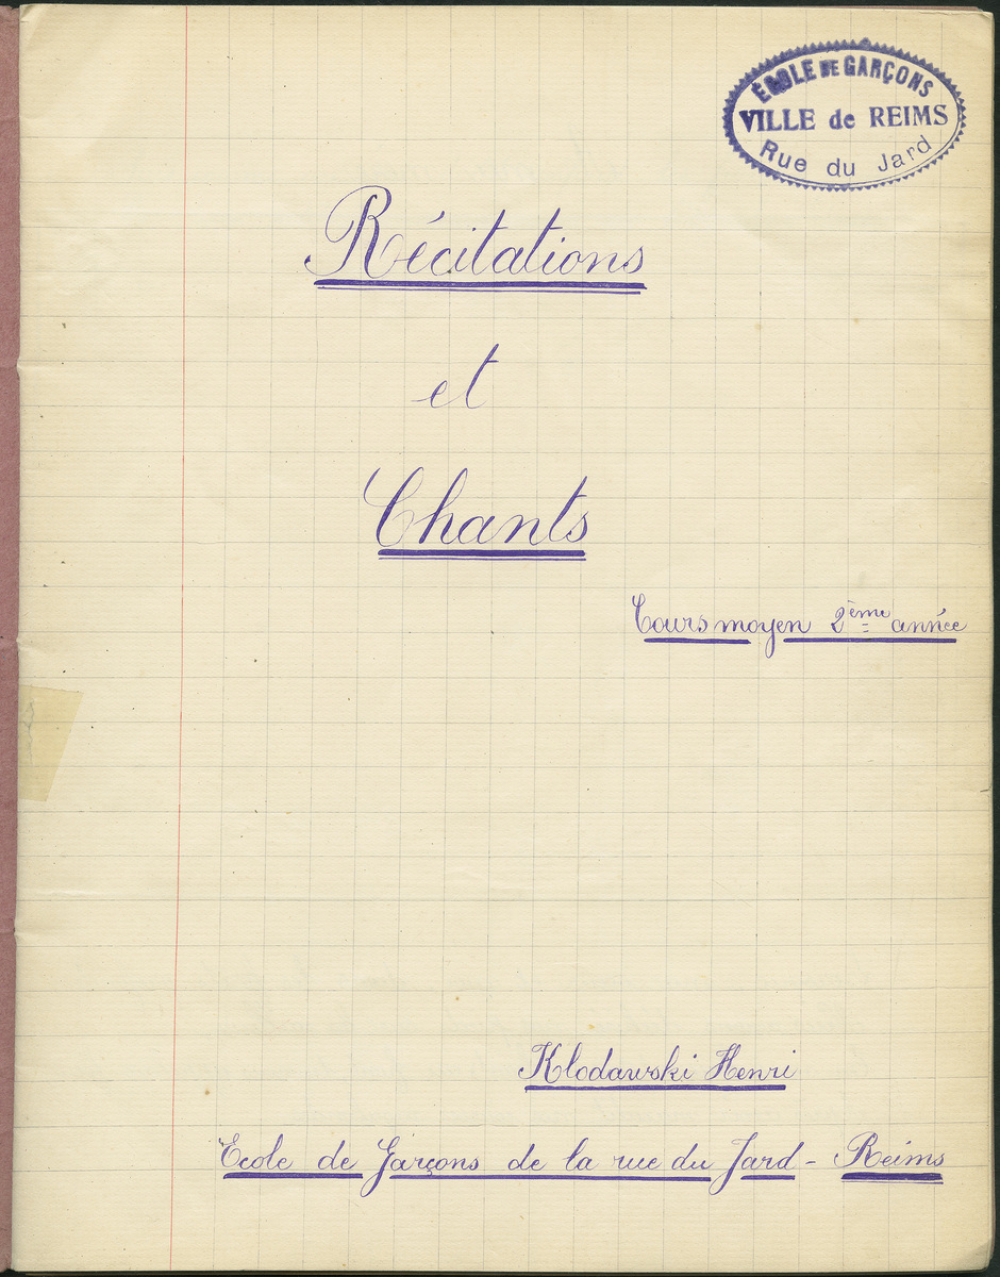 ÉCOLE DE GARÇONS
VILLE de REIMS
Rue du Jard
Récitations
et
Chants
Cours moyen 2ème année
Klodawski Henri
Ecole de Garçons de la rue du Jard - Reims